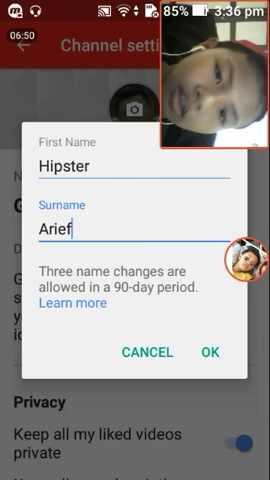 85% 3:36 pm
06:50
Channel setti
First Name
Hipster
Surname
Arief
Three name changes are
allowed in a 90-day period.
Learn more
CANCEL OK
Privacy
Keep all my liked videos
private